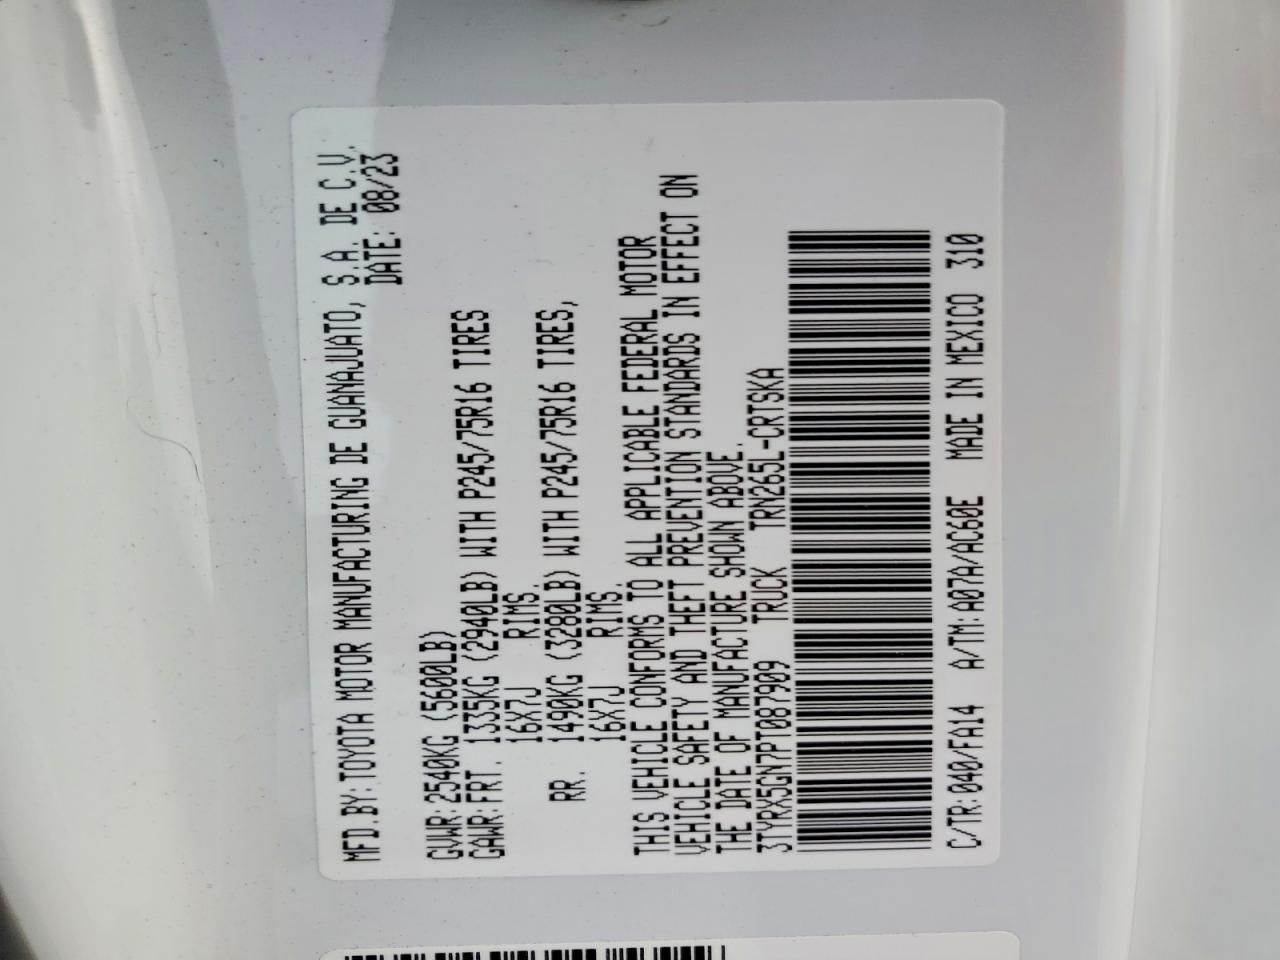 MFD.BY: TOYOTA MOTOR MANUFACTURING DE GUANAJUATO, S.A. DE C.V.
DATE: 08/23
GVWR: 2540KG (5600LB)
GAWR: FRT. 1335KG (2940LB) WITH P245/75R16 TIRES
16X7J RIMS.
RR. 1490KG (3280LB) WITH P245/75R16 TIRES,
16X7J RIMS.
THIS VEHICLE CONFORMS TO ALL APPLICABLE FEDERAL MOTOR
VEHICLE SAFETY AND THEFT PREVENTION STANDARDS IN EFFECT ON
THE DATE OF MANUFACTURE SHOWN ABOVE.
3TYRX5GN7PT087909 TRUCK TRN265L-CRTSKA
C/TR: 040/FA14 A/TM: A07A/AC60E MADE IN MEXICO 310